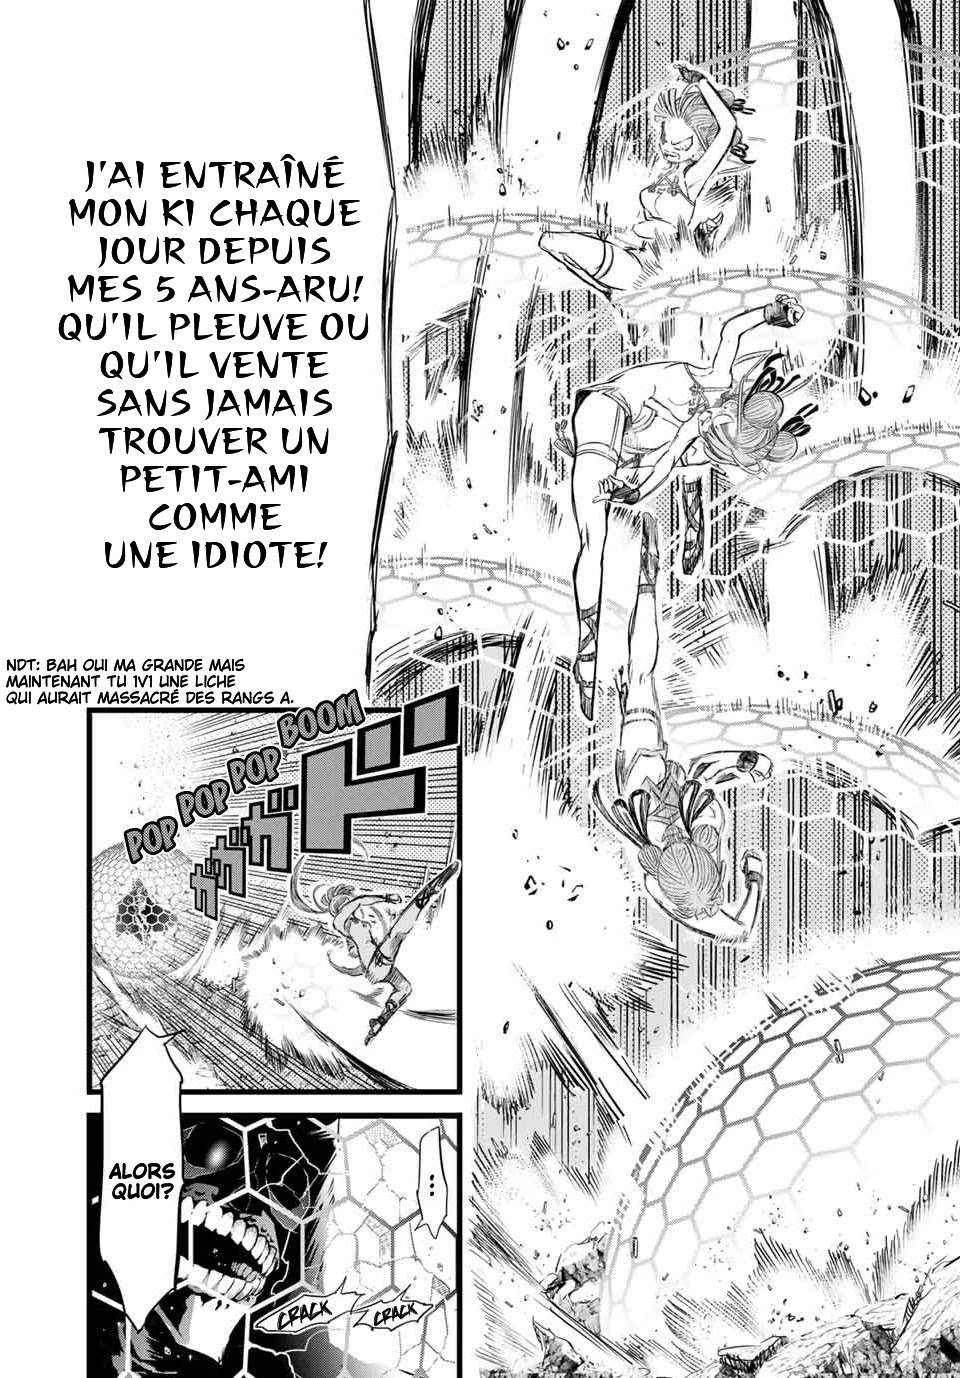 J'AI ENTRAÎNÉ
MON KI CHAQUE
JOUR DEPUIS
MES 5 ANS-ARU!
QU'IL PLEUVE OU
QU'IL VENTE
SANS JAMAIS
TROUVER UN
PETIT-AMI
COMME
UNE IDIOTE!
NDT: BAH OUI MA GRANDE MAIS
MAINTENANT TU 1V1 UNE LICHE
QUI AURAIT MASSACRÉ DES RANGS A.
POP POP POP BOOM
ガガガドド
...
ALORS
QUOI?
CRACK
CRACK